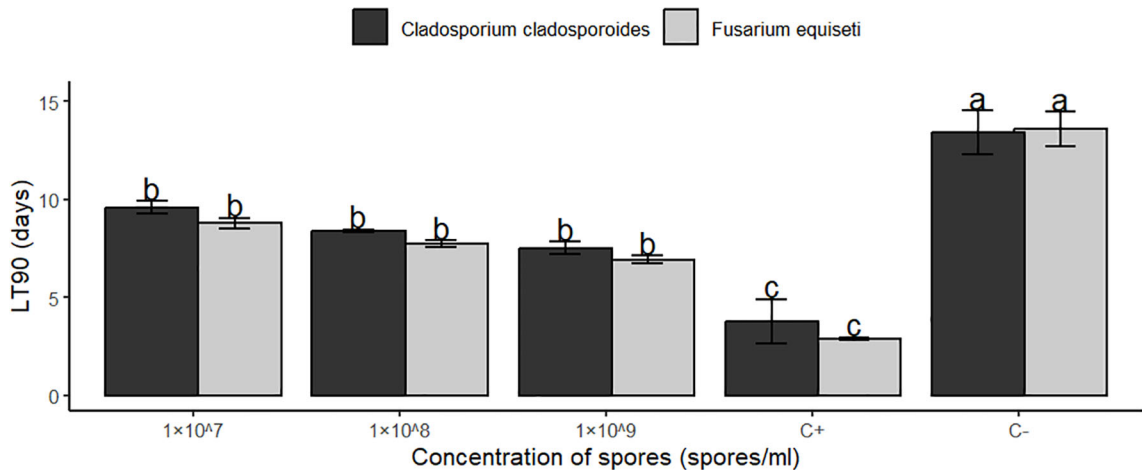 Cladosporium cladosporoides Fusarium equiseti
15
10
5
0
LT90 (days)
b b b b b b c c a a
1×10^7 1×10^8 1×10^9 C+ C-
Concentration of spores (spores/ml)